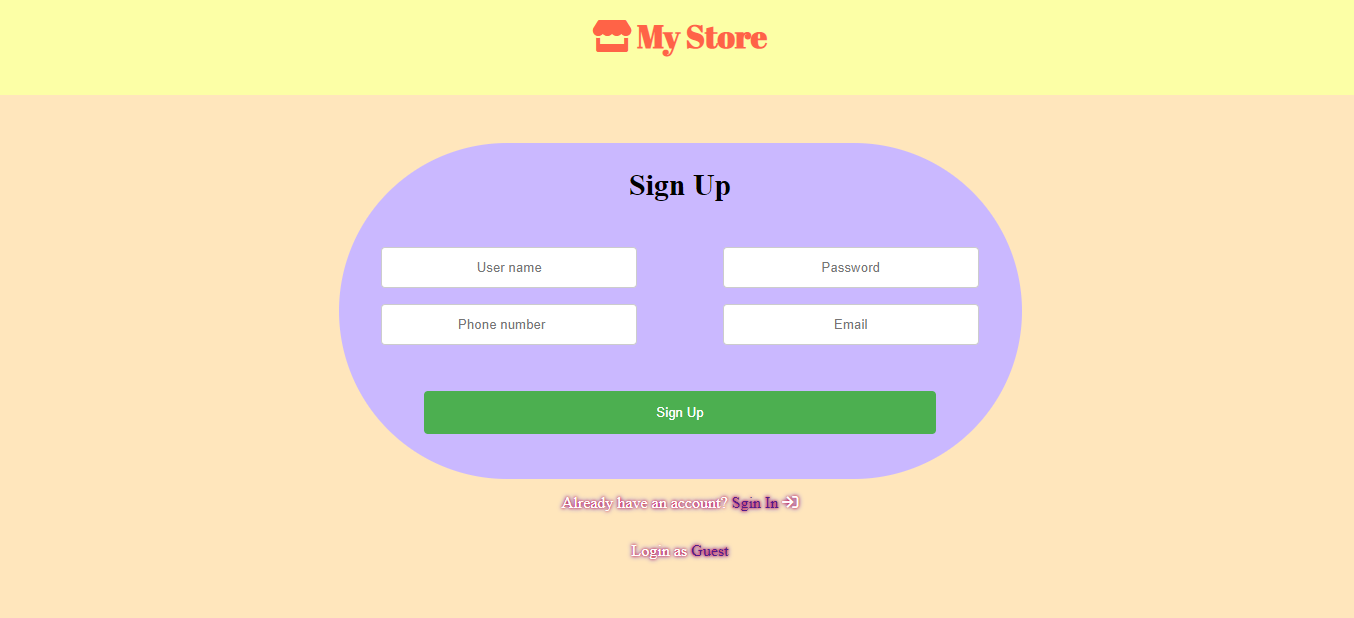 My Store
Sign Up
User name
Password
Phone number
Email
Sign Up
Already have an account? Sgin In
Login as Guest